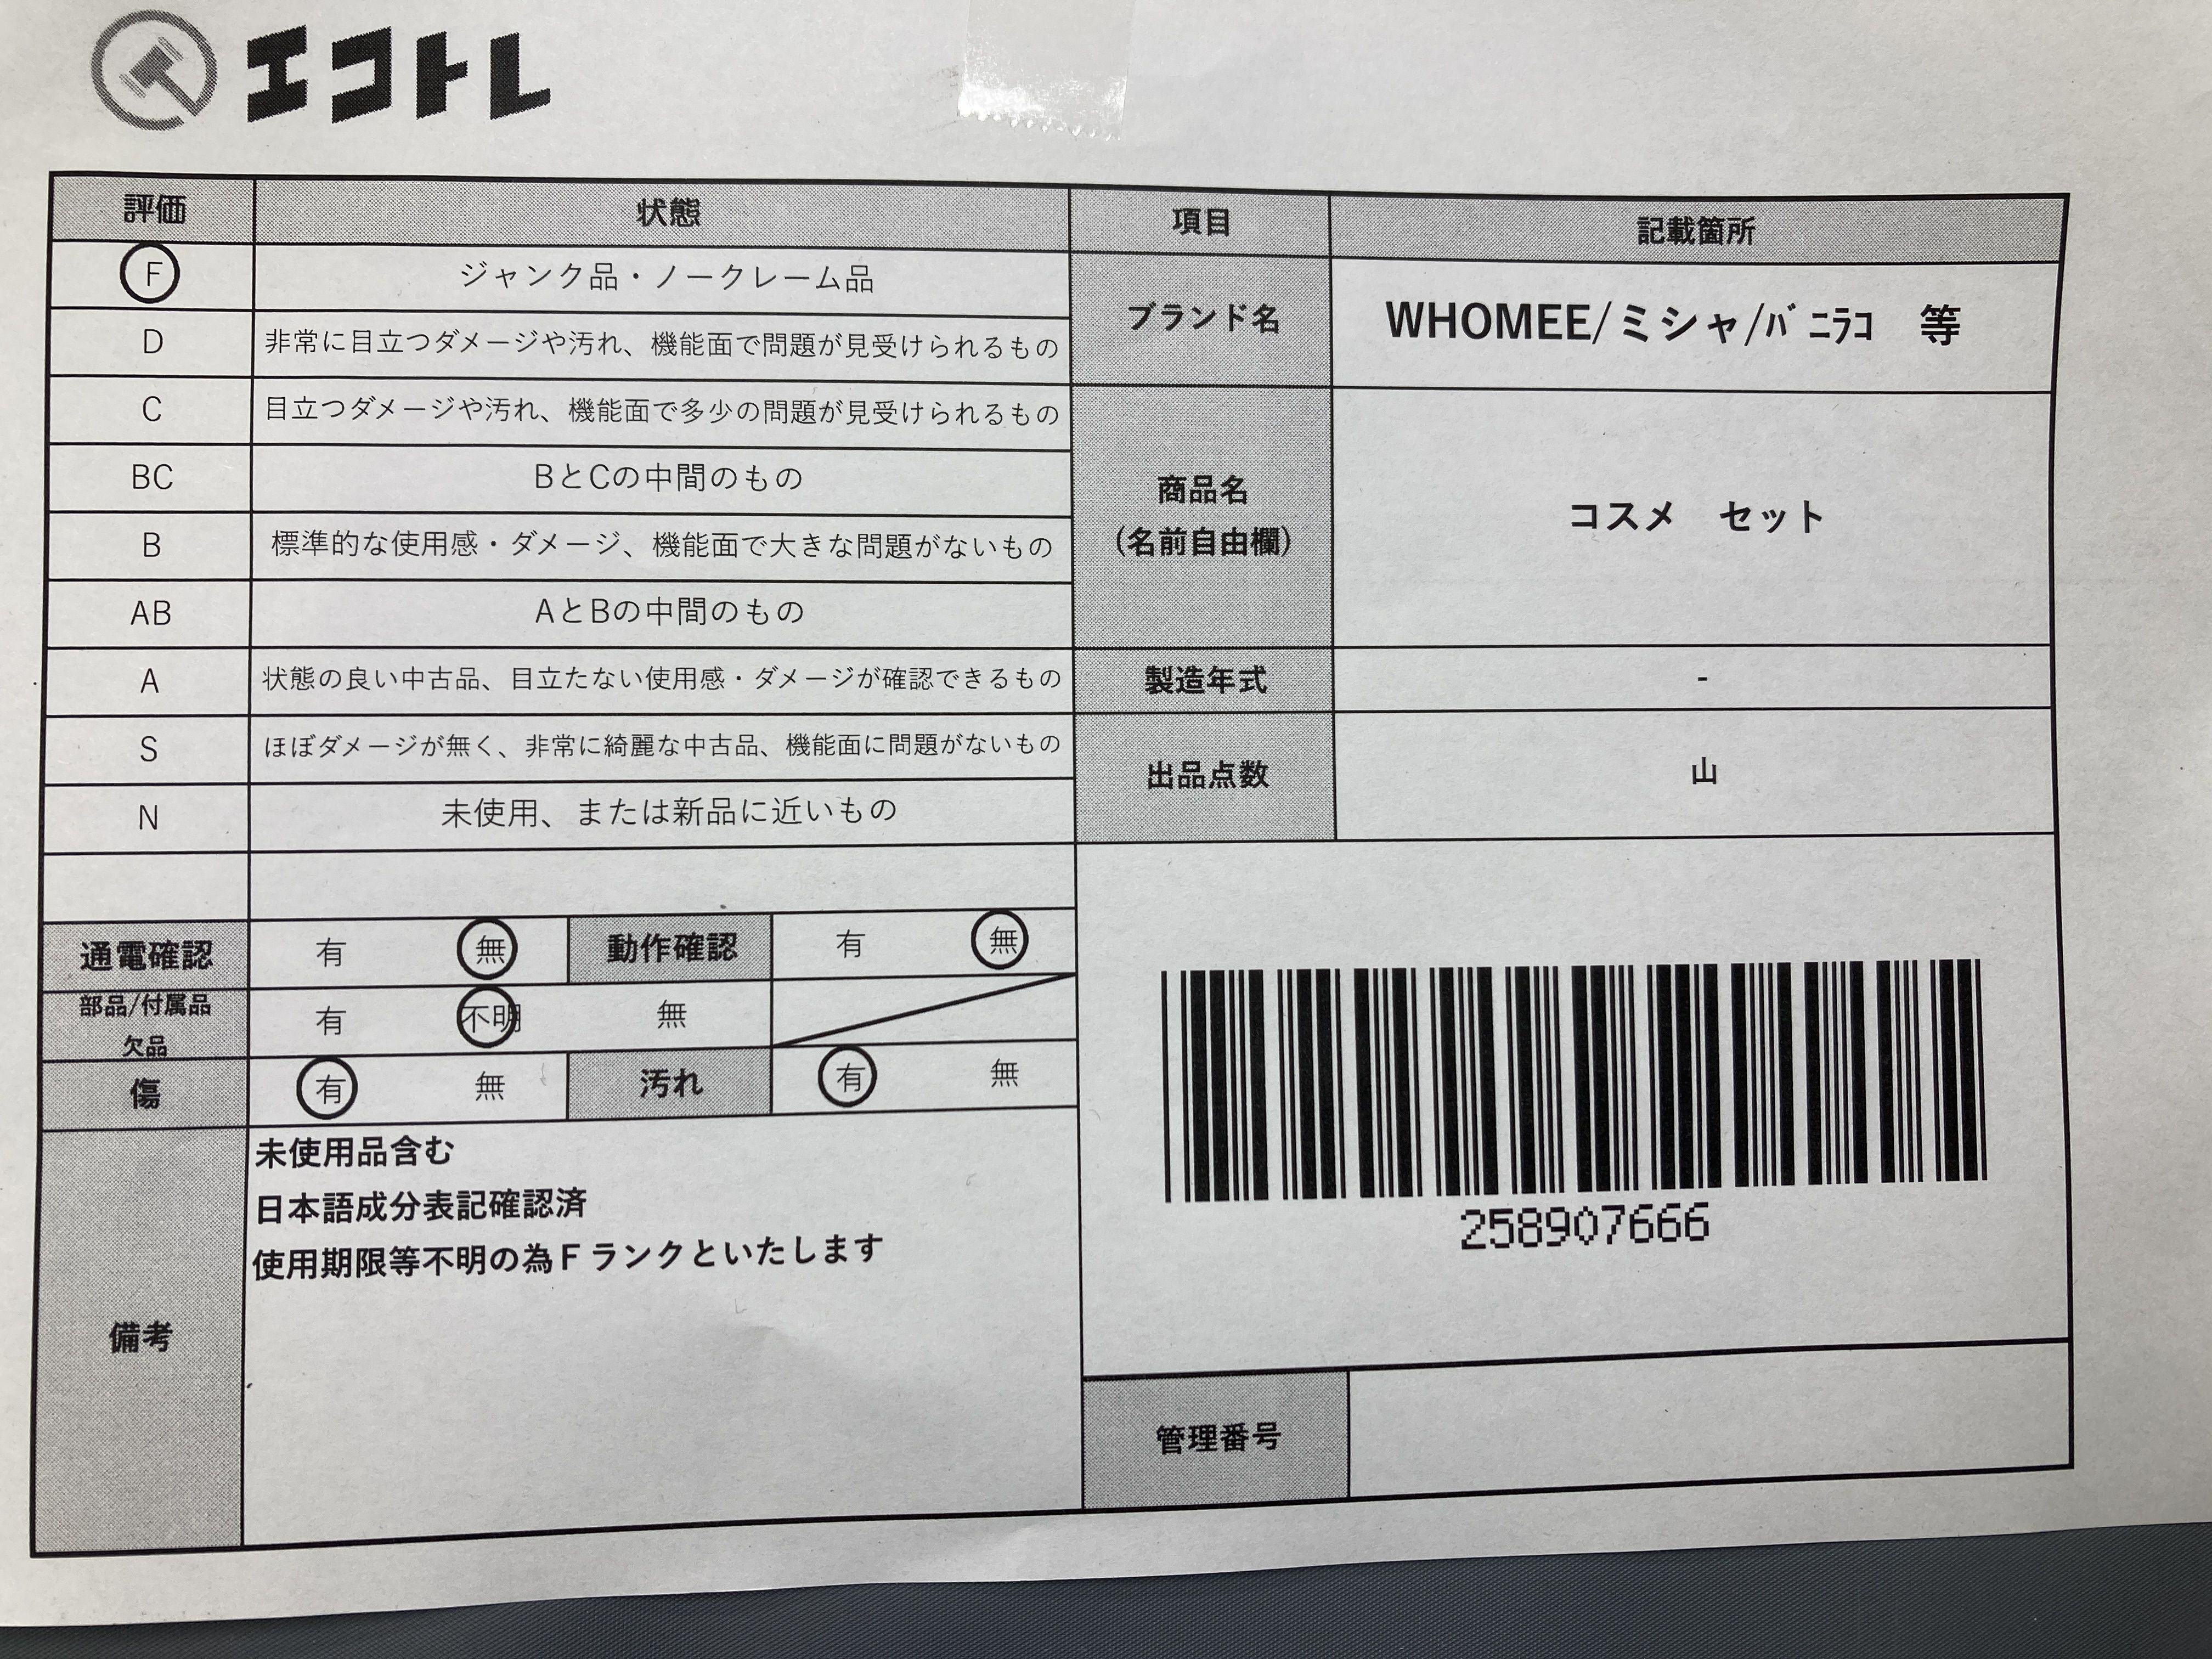 エコトレ
評価 状態 項目 記載箇所
F ジャンク品・ノークレーム品
ブランド名 WHOMEE/ミシャ/バニラコ 等
D 非常に目立つダメージや汚れ、機能面で問題が見受けられるもの
C 目立つダメージや汚れ、機能面で多少の問題が見受けられるもの
BC BとCの中間のもの
商品名
(名前自由欄)
コスメ セット
B 標準的な使用感・ダメージ、機能面で大きな問題がないもの
AB AとBの中間のもの
A 状態の良い中古品、目立たない使用感・ダメージが確認できるもの
製造年式 -
S ほぼダメージが無く、非常に綺麗な中古品、機能面に問題がないもの
出品点数 山
N 未使用、または新品に近いもの
通電確認 有 無 動作確認 有 無
部品/付属品
欠品
有 不明 無
傷 有 無 汚れ 有 無
備考
未使用品含む
日本語成分表記確認済
使用期限等不明の為Fランクといたします
258907666
管理番号